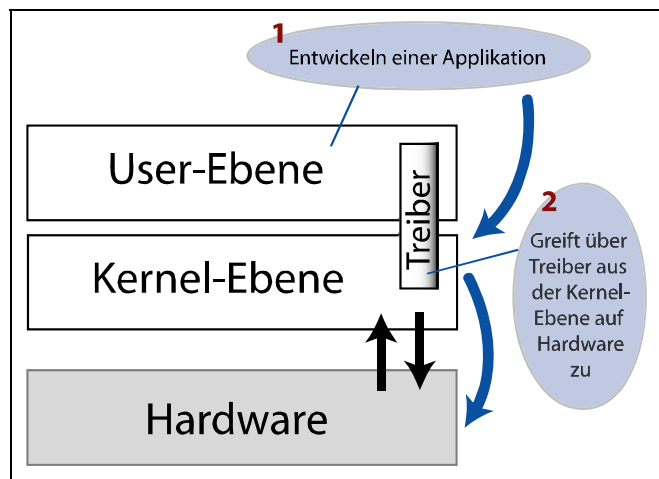 1
Entwickeln einer Applikation
User-Ebene
Treiber
2
Greift über
Treiber aus
der Kernel-
Ebene auf
Hardware
zu
Kernel-Ebene
Hardware